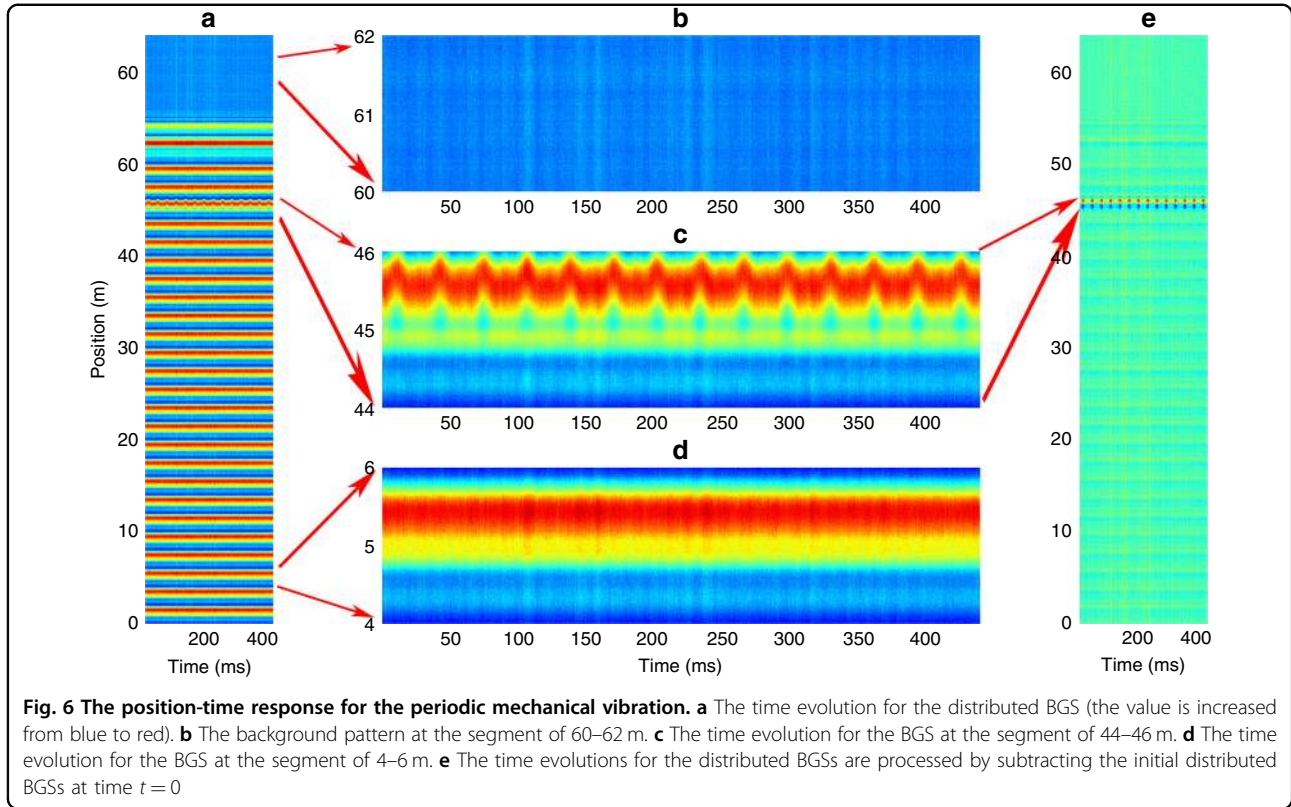 a
b
e
Position (m)
60
60
40
30
20
10
0
200 400
Time (ms)
62
61
60
50 100 150 200 250 300 350 400
c
46
45
44
50 100 150 200 250 300 350 400
d
6
5
4
50 100 150 200 250 300 350 400
Time (ms)
60
50
40
30
20
10
0
200 400
Time (ms)
Fig. 6 The position-time response for the periodic mechanical vibration. a The time evolution for the distributed BGS (the value is increased
from blue to red). b The background pattern at the segment of 60–62 m. c The time evolution for the BGS at the segment of 44–46 m. d The time
evolution for the BGS at the segment of 4–6 m. e The time evolutions for the distributed BGSs are processed by subtracting the initial distributed
BGSs at time t = 0